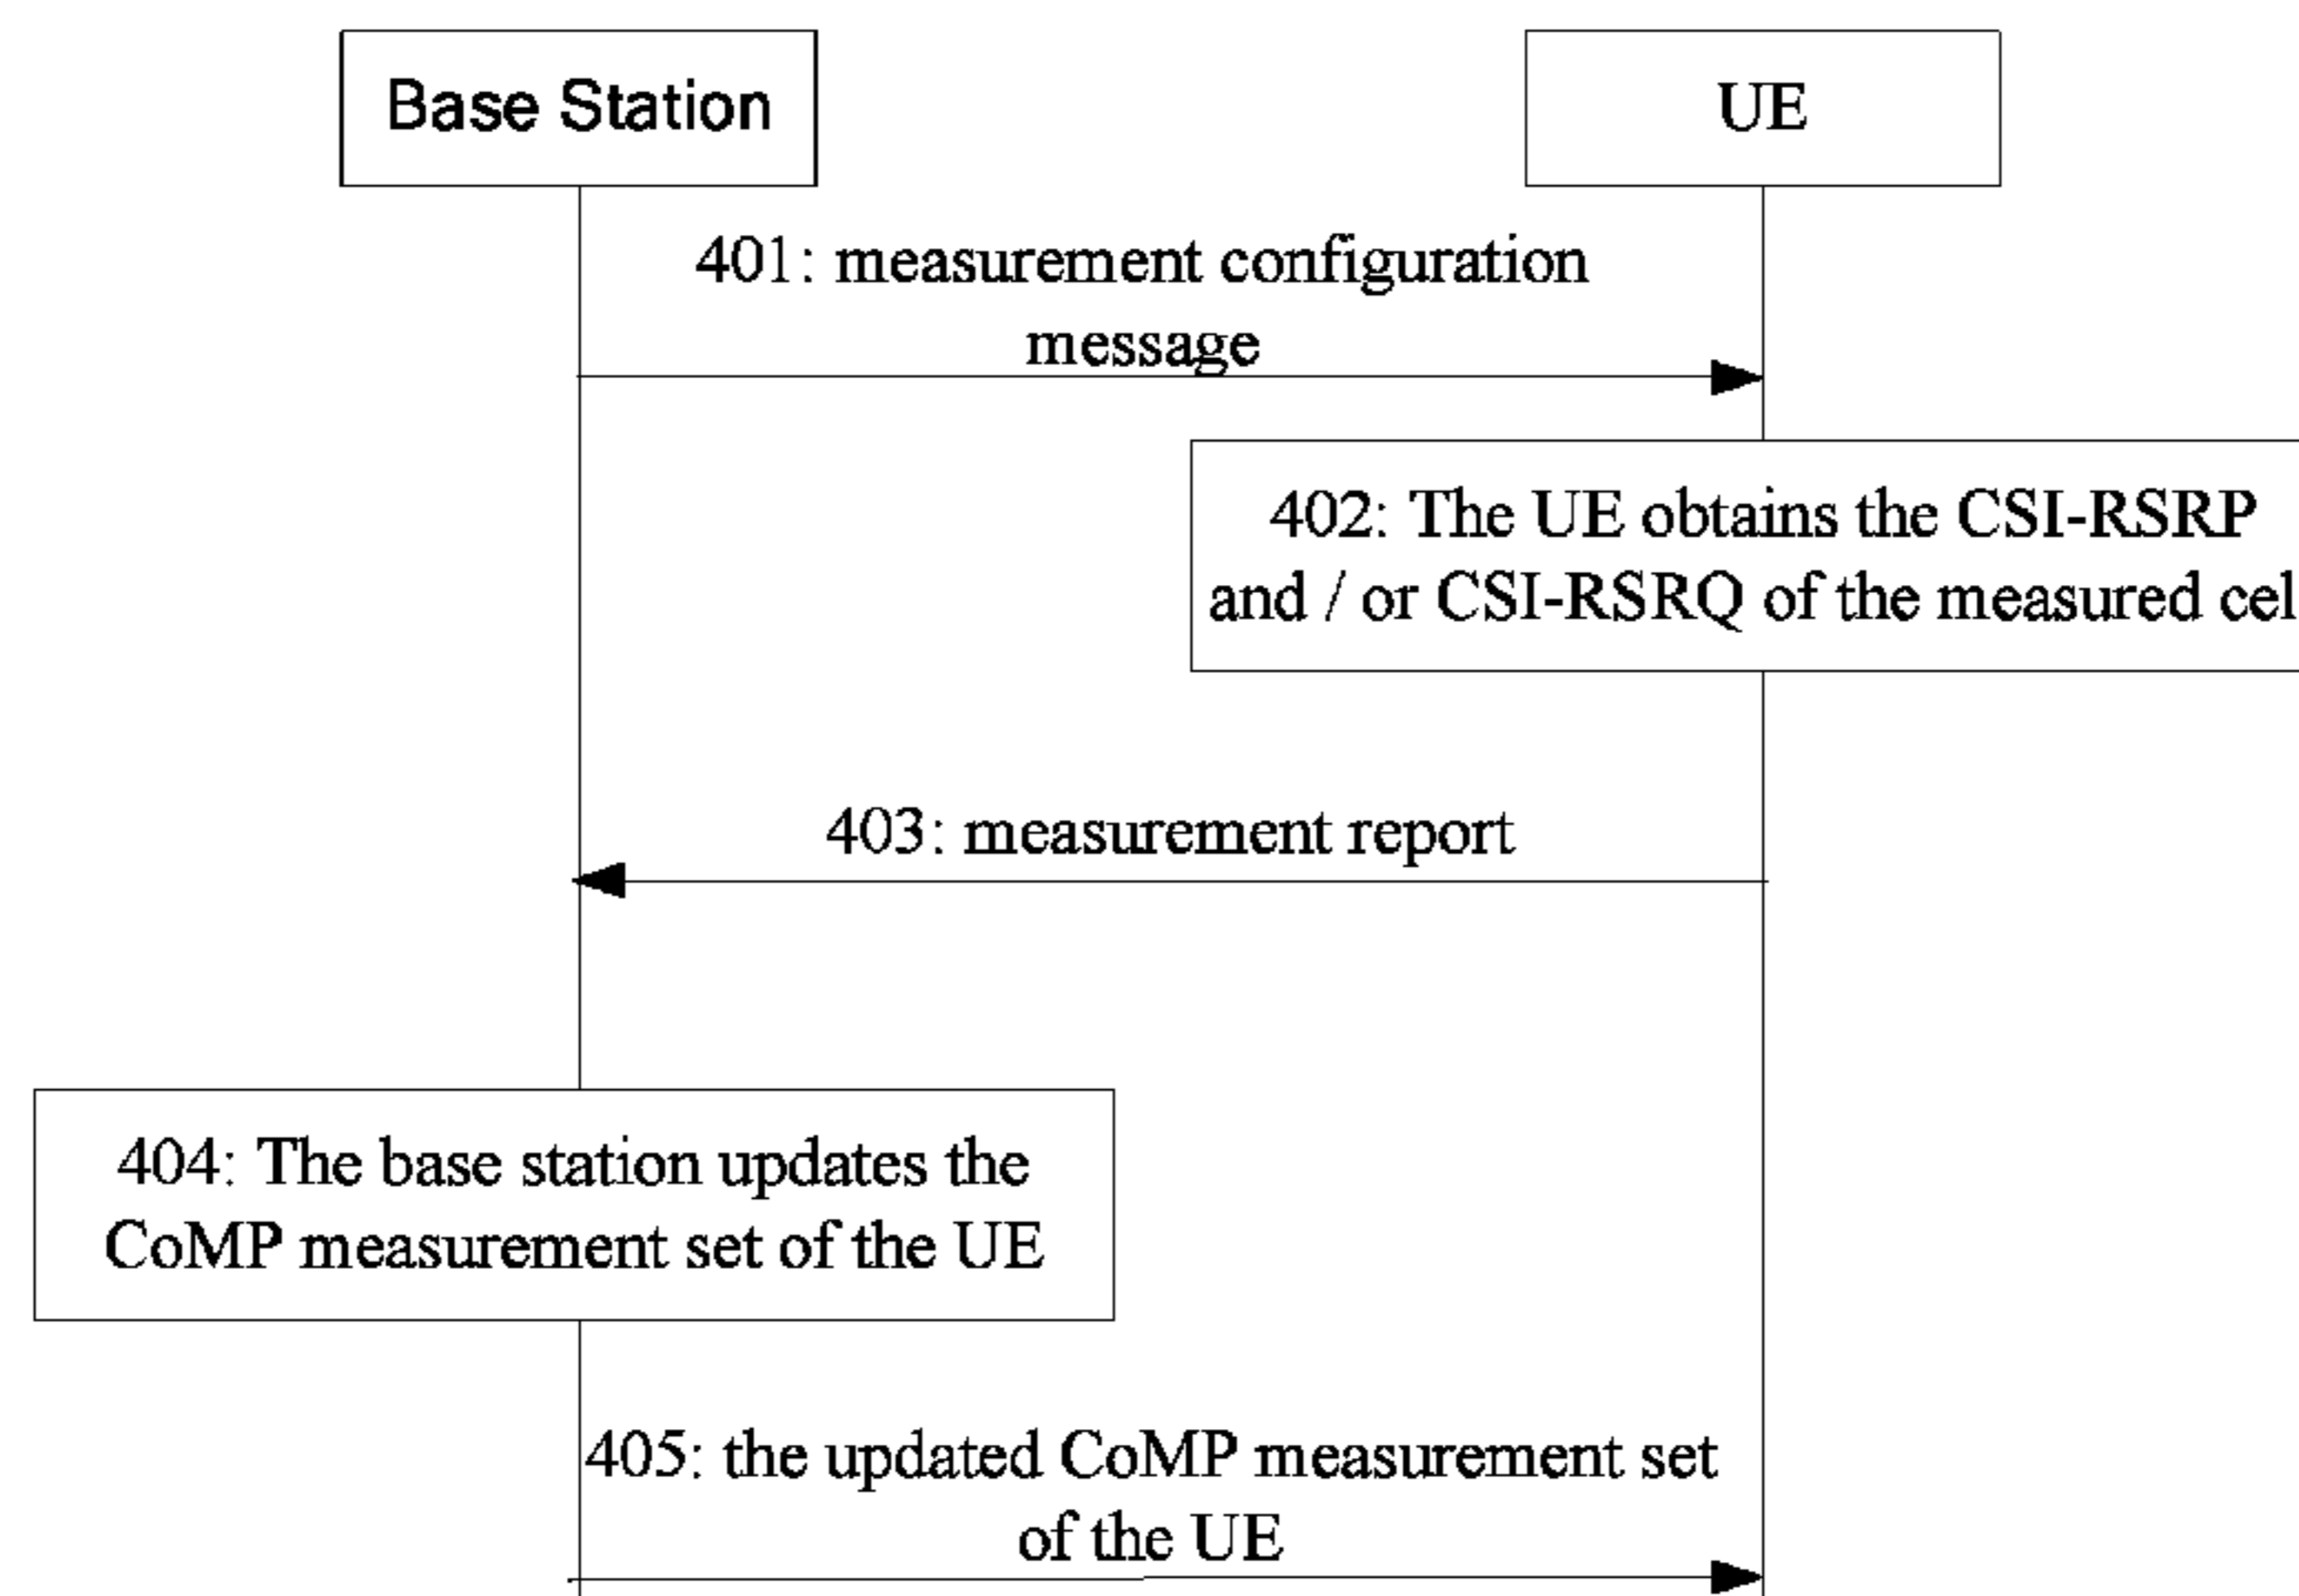 Base Station
UE
401: measurement configuration
message
402: The UE obtains the CSI-RSRP
and / or CSI-RSRQ of the measured cel
403: measurement report
404: The base station updates the
CoMP measurement set of the UE
405: the updated CoMP measurement set
of the UE